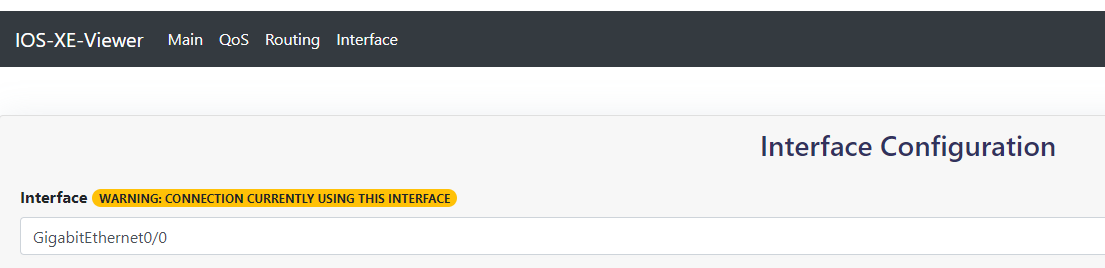 IOS-XE-Viewer Main QoS Routing Interface
Interface Configuration
Interface WARNING: CONNECTION CURRENTLY USING THIS INTERFACE
GigabitEthernet0/0